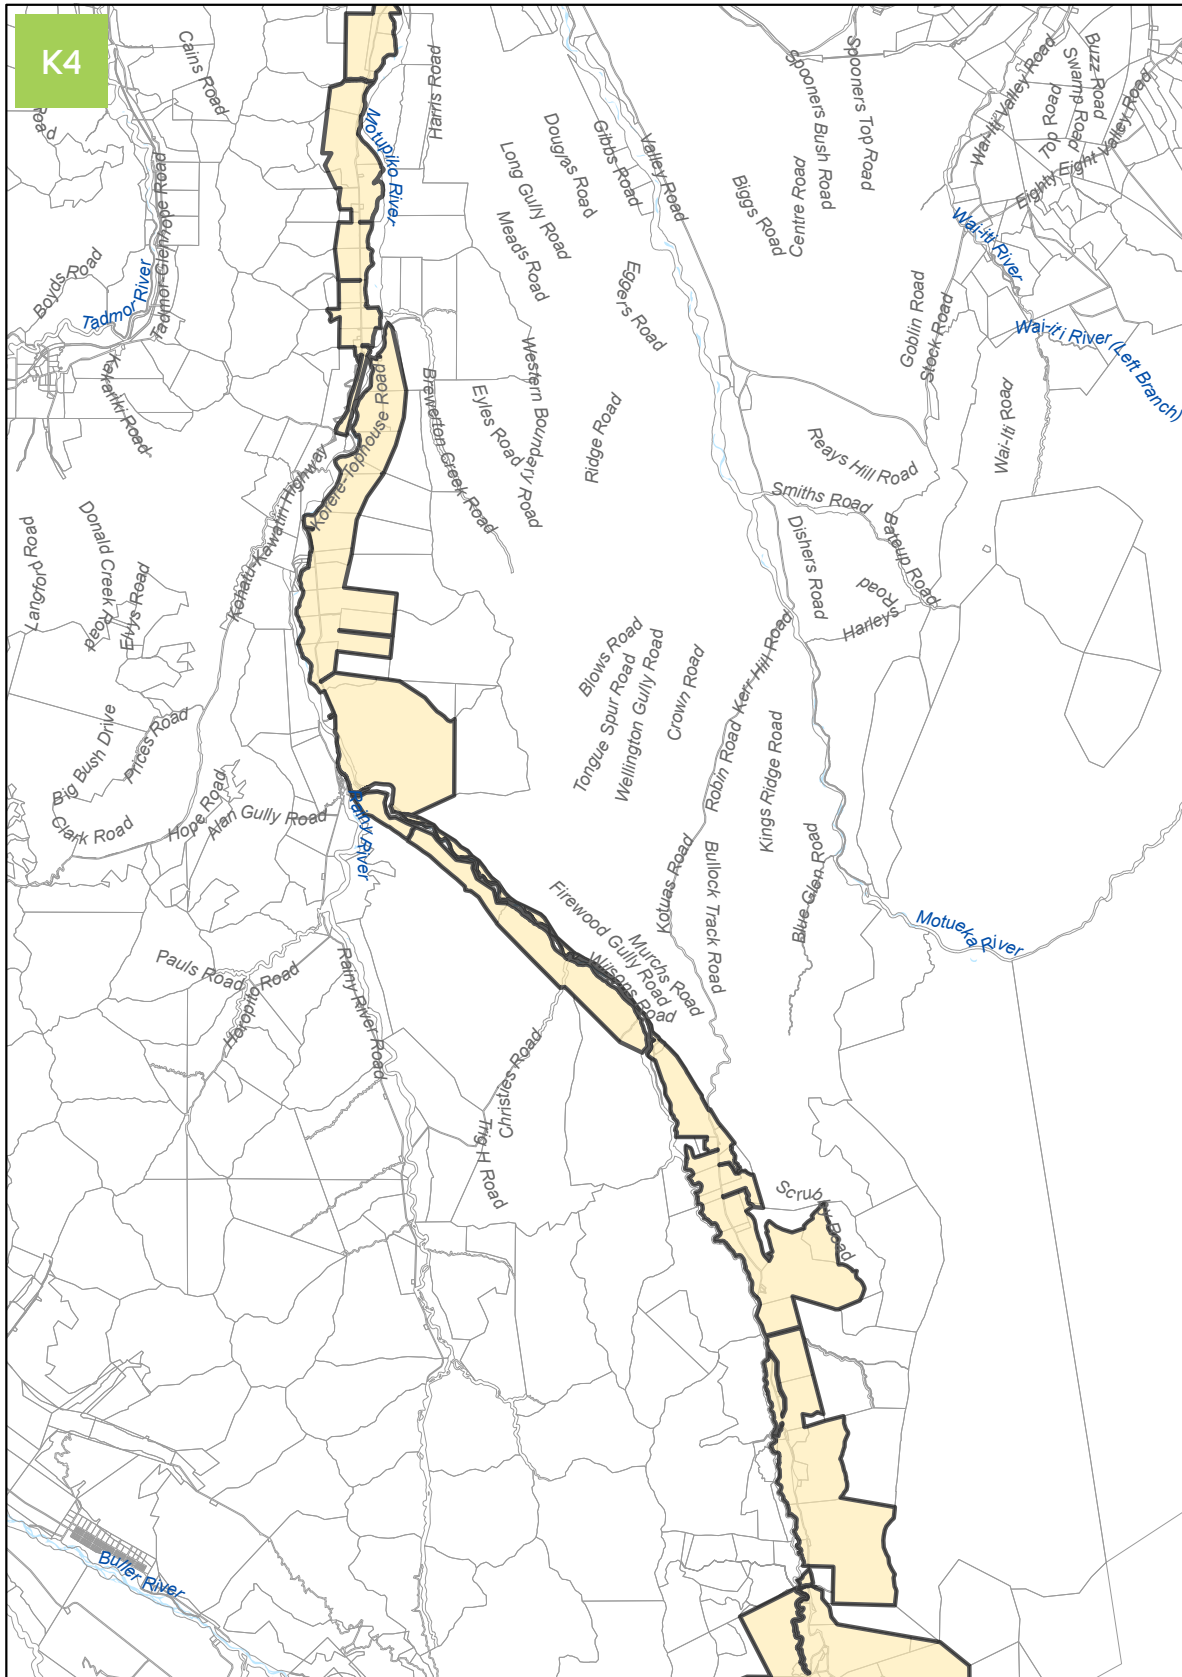 K4
Cains Road
Road
Harris Road
Motupiko River
Tadmor-Glenhope Road
Boyds Road
Tadmor River
Kaka-riki Road
Douglas Road
Gibbs Road
Long Gully Road
Meads Road
Valley Road
Eggers Road
Spooners Bush Road
Spooners Top Road
Centre Road
Biggs Road
Wai-iti Valley Road
Buzz Road
Swamp Road
Top Road
Eighty Eight Valley Road
Wai-iti River
Wai-iti River (Left Branch)
Goblin Road
Stock Road
Wai-Iti Road
Western Boundary Road
Eyles Road
Brewerton Creek Road
Korere-Tophouse Road
Kohatu-Kawatiri Highway
Ridge Road
Reays Hill Road
Smiths Road
Bateup Road
Dishers Road
Harleys Road
Langford Road
Donald Creek Road
Elvys Road
Blows Road
Tongue Spur Road
Wellington Gully Road
Crown Road
Kerr Hill Road
Robin Road
Kings Ridge Road
Big Bush Drive
Prices Road
Clark Road
Hope Road
Alan Gully Road
Rainy River
Kotuas Road
Bullock Track Road
Blue Glen Road
Motueka River
Firewood Gully Road
Murchs Road
Wilsons Road
Pauls Road
Horopito Road
Rainy River Road
Christies Road
Trig H Road
Buller River